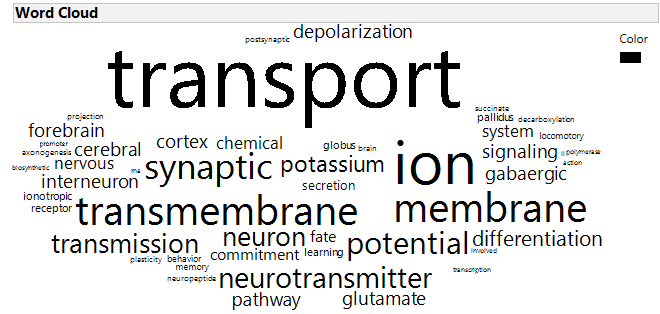 Word Cloud
postsynaptic depolarization
Color
transport
projection
succinate
pallidus decarboxylation
forebrain
system locomotory
promoter
cortex chemical
globus brain
axonogenesis cerebral
signaling ii polymerase
biosynthetic nervous rna
synaptic potassium ion
action
gabaergic
interneuron
secretion
ionotropic
receptor transmembrane
membrane
transmission neuron fate
potential differentiation
commitment learning
involved
plasticity behavior
memory
neuropeptide neurotransmitter
transcription
pathway glutamate